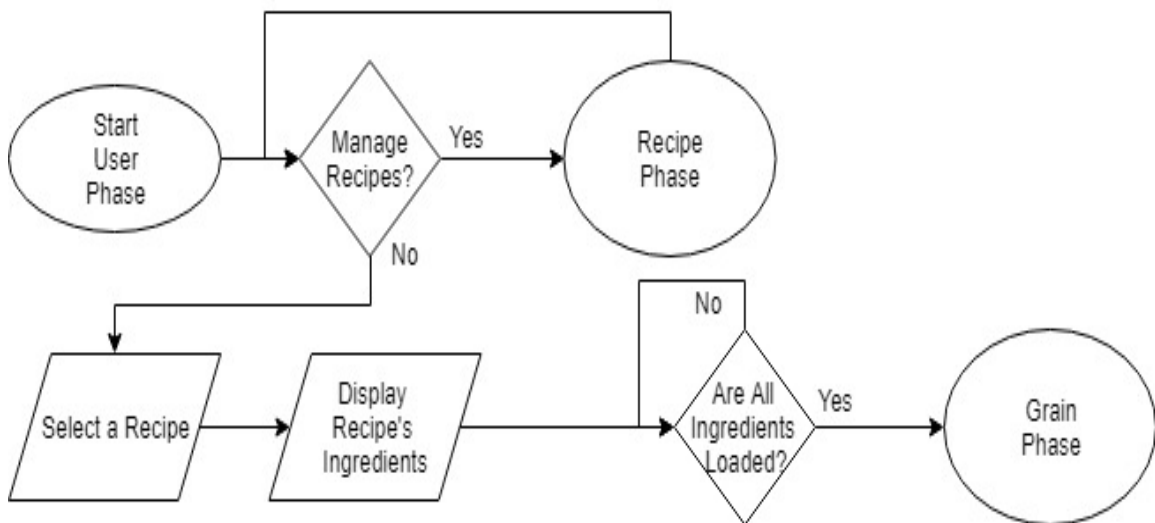 Start
User
Phase
Manage
Recipes?
Yes
Recipe
Phase
No
Select a Recipe
Display
Recipe's
Ingredients
No
Are All
Ingredients
Loaded?
Yes
Grain
Phase